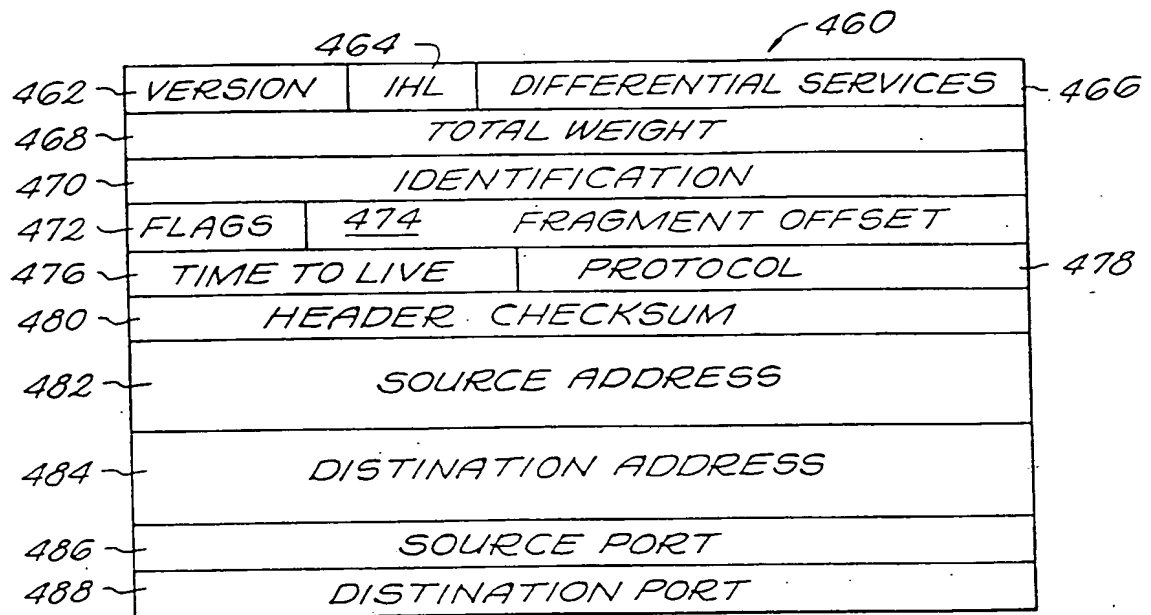 464 460
462 VERSION IHL DIFFERENTIAL SERVICES 466
468 TOTAL WEIGHT
470 IDENTIFICATION
472 FLAGS 474 FRAGMENT OFFSET
476 TIME TO LIVE PROTOCOL 478
480 HEADER CHECKSUM
482 SOURCE ADDRESS
484 DISTINATION ADDRESS
486 SOURCE PORT
488 DISTINATION PORT